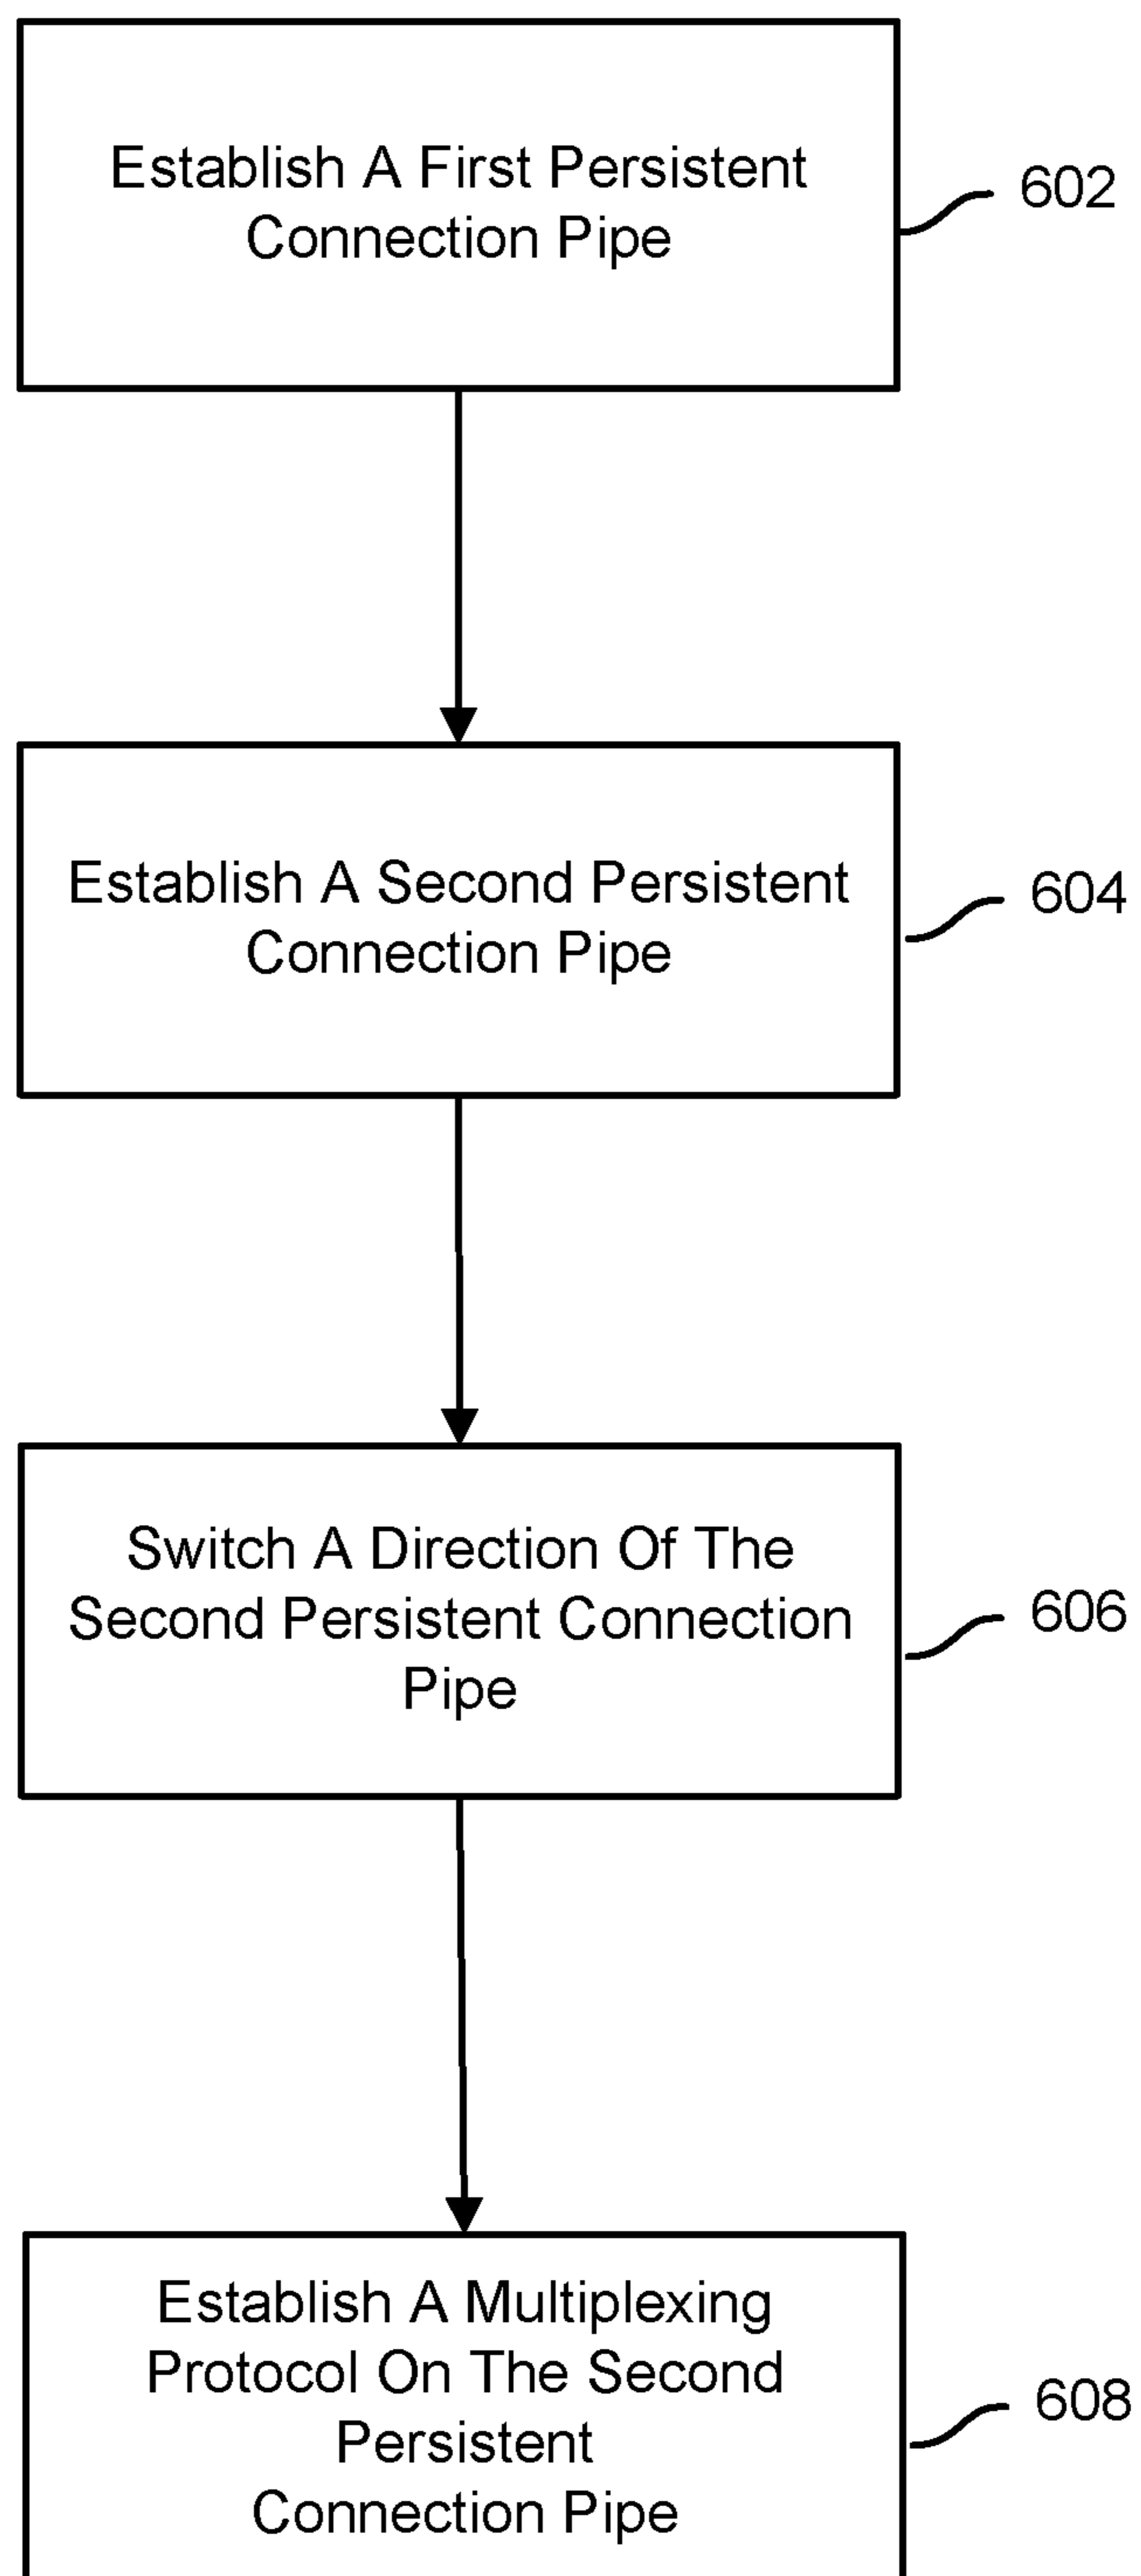 Establish A First Persistent
Connection Pipe
602
Establish A Second Persistent
Connection Pipe
604
Switch A Direction Of The
Second Persistent Connection
Pipe
606
Establish A Multiplexing
Protocol On The Second
Persistent
Connection Pipe
608